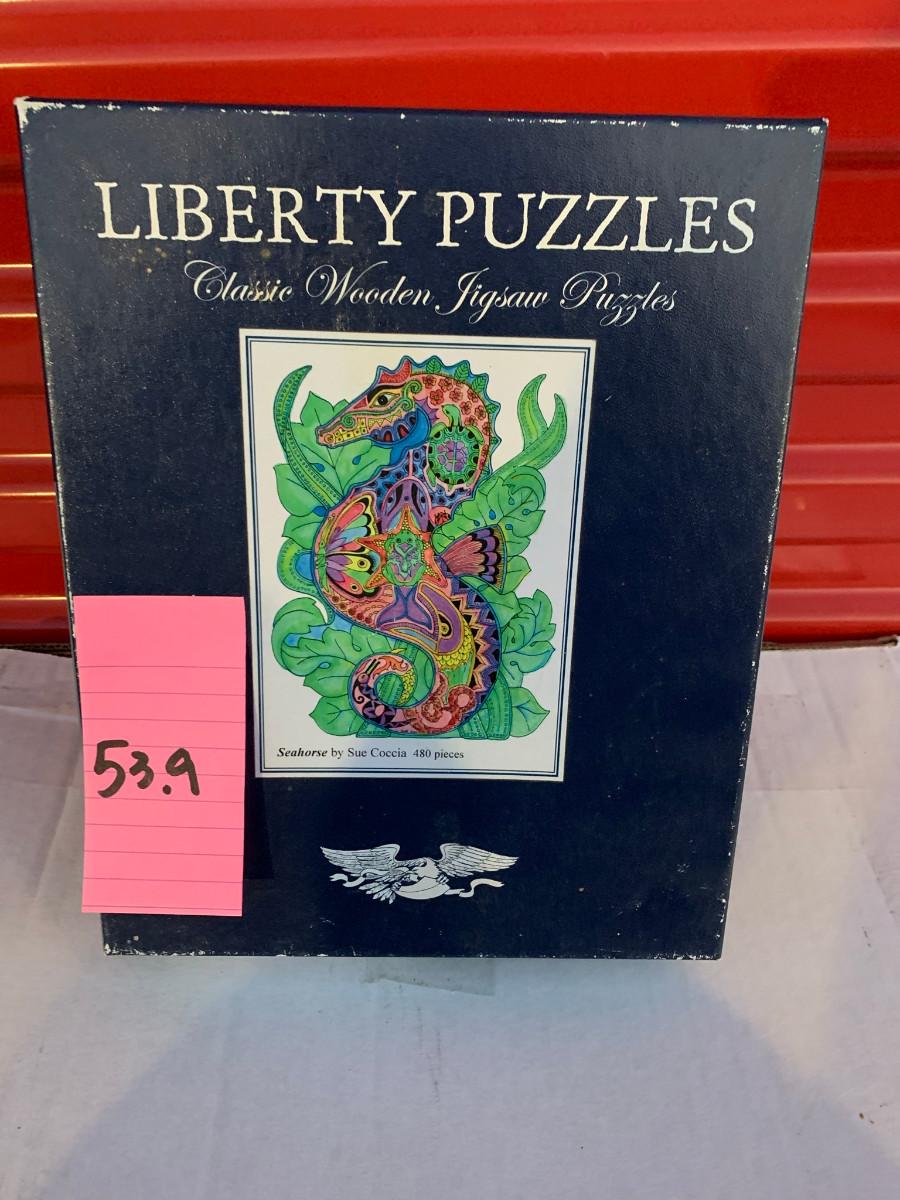 LIBERTY PUZZLES
Classic Wooden Jigsaw Puzzles
Seahorse by Sue Coccia 480 pieces
53.9